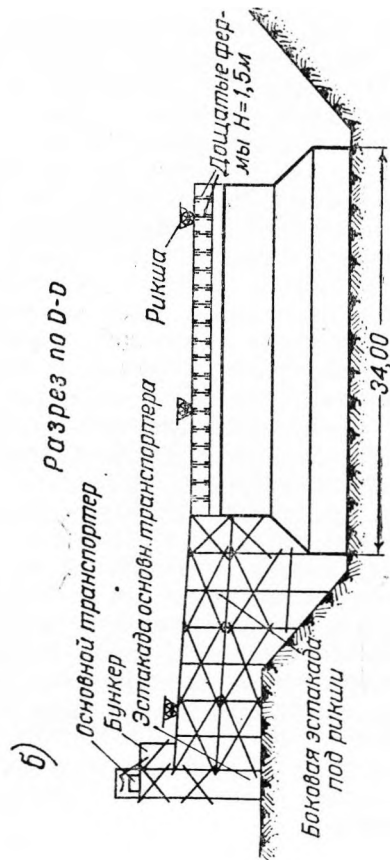 б)
Разрез по D-D
Основной транспортер
Бункер
Эстакада основн. транспортера
Рикша
Дощатые фер-
мы H=1,5м
Боковая эстакада
под рикши
34,00